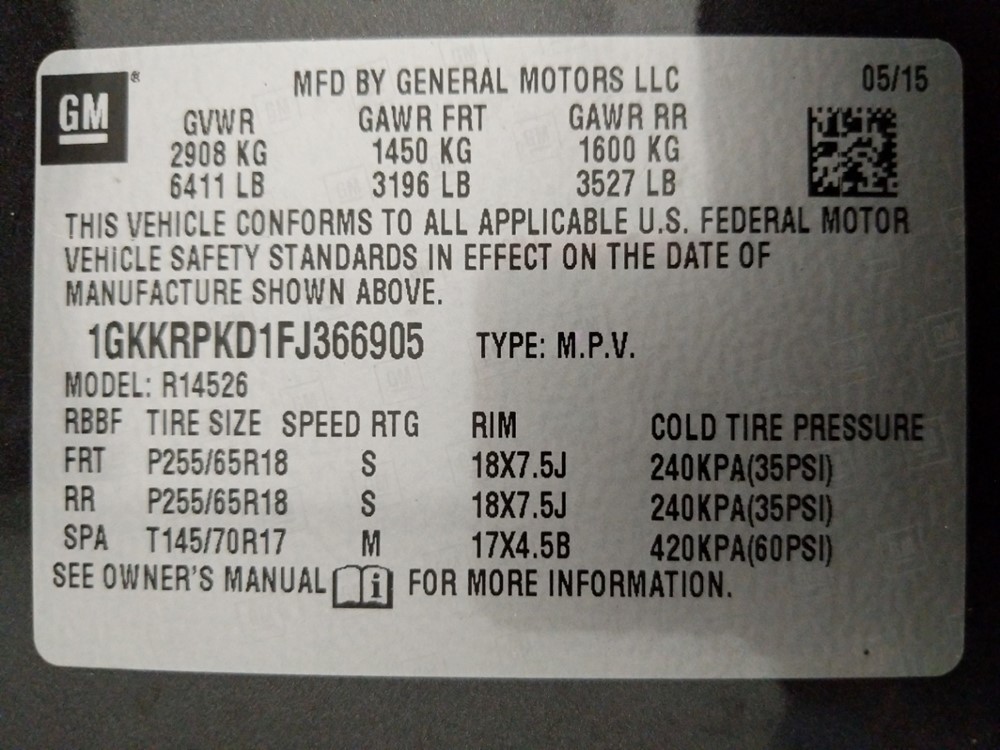 GM ® MFD BY GENERAL MOTORS LLC 05/15
GVWR GAWR FRT GAWR RR
2908 KG 1450 KG 1600 KG
6411 LB 3196 LB 3527 LB
THIS VEHICLE CONFORMS TO ALL APPLICABLE U.S. FEDERAL MOTOR
VEHICLE SAFETY STANDARDS IN EFFECT ON THE DATE OF
MANUFACTURE SHOWN ABOVE.
1GKKRPKD1FJ366905 TYPE: M.P.V.
MODEL: R14526
RBBF TIRE SIZE SPEED RTG RIM COLD TIRE PRESSURE
FRT P255/65R18 S 18X7.5J 240KPA(35PSI)
RR P255/65R18 S 18X7.5J 240KPA(35PSI)
SPA T145/70R17 M 17X4.5B 420KPA(60PSI)
SEE OWNER'S MANUAL i FOR MORE INFORMATION.